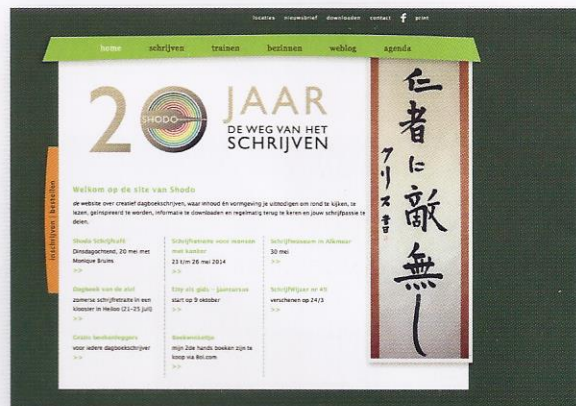 locaties nieuwsbrief downloaden contact f print
home schrijven trainen bezinnen weblog agenda
20 JAAR
SHODO
DE WEG VAN HET
SCHRIJVEN
仁者に敵無し
クリス書
inschrijven | bestellen
Welkom op de site van Shodo
de website over creatief dagboekschrijven, waar inhoud én vormgeving je uitnodigen om rond te kijken, te
lezen, geïnspireerd te worden, informatie te downloaden en regelmatig terug te keren en jouw schrijfpassie te
delen.
Shodo Schrijfcafé
Dinsdagochtend, 20 mei met
Monique Bruins
>>
Schrijfretraite voor mensen
met kanker
23 t/m 26 mei 2014
>>
Schrijfmuseum in Alkmaar
30 mei
>>
Dagboek van de ziel
zomerse schrijfretraite in een
klooster in Heiloo (21-25 juli)
>>
Etty als gids - jaarcursus
start op 9 oktober
>>
SchrijfWijzer nr 45
verschenen op 24/3
>>
Gratis
voor iedere dagboekschrijver
>>
mijn 2de hands boeken zijn te
koop via Bol.com
>>